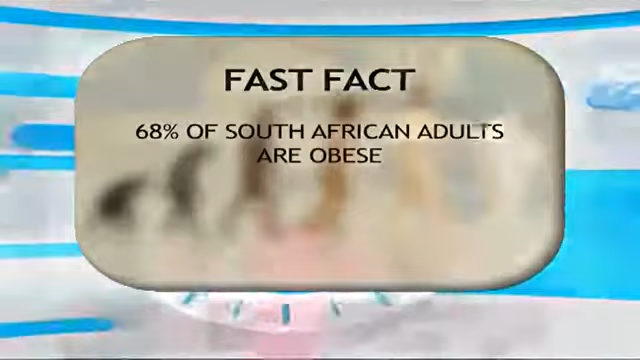 FAST FACT
68% OF SOUTH AFRICAN ADULTS
ARE OBESE